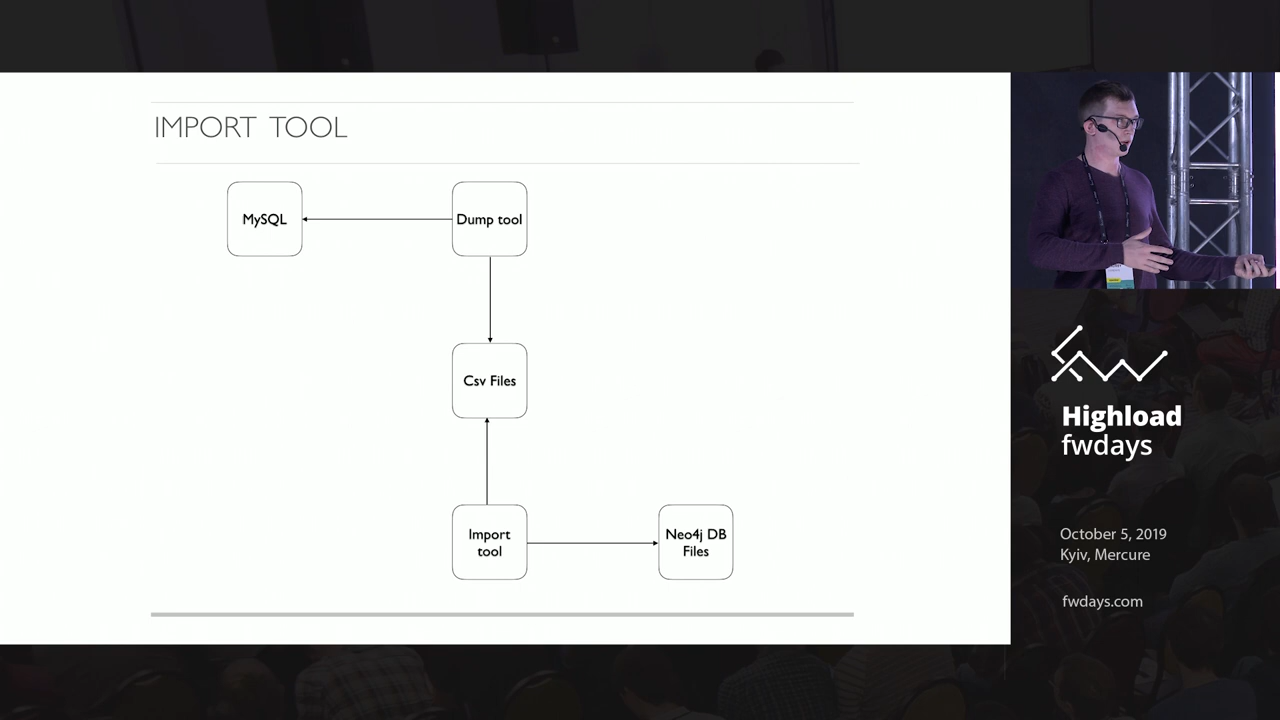 IMPORT TOOL
MySQL
Dump tool
Csv Files
Import
tool
Neo4j DB
Files
Highload
fwdays
October 5, 2019
Kyiv, Mercure
fwdays.com